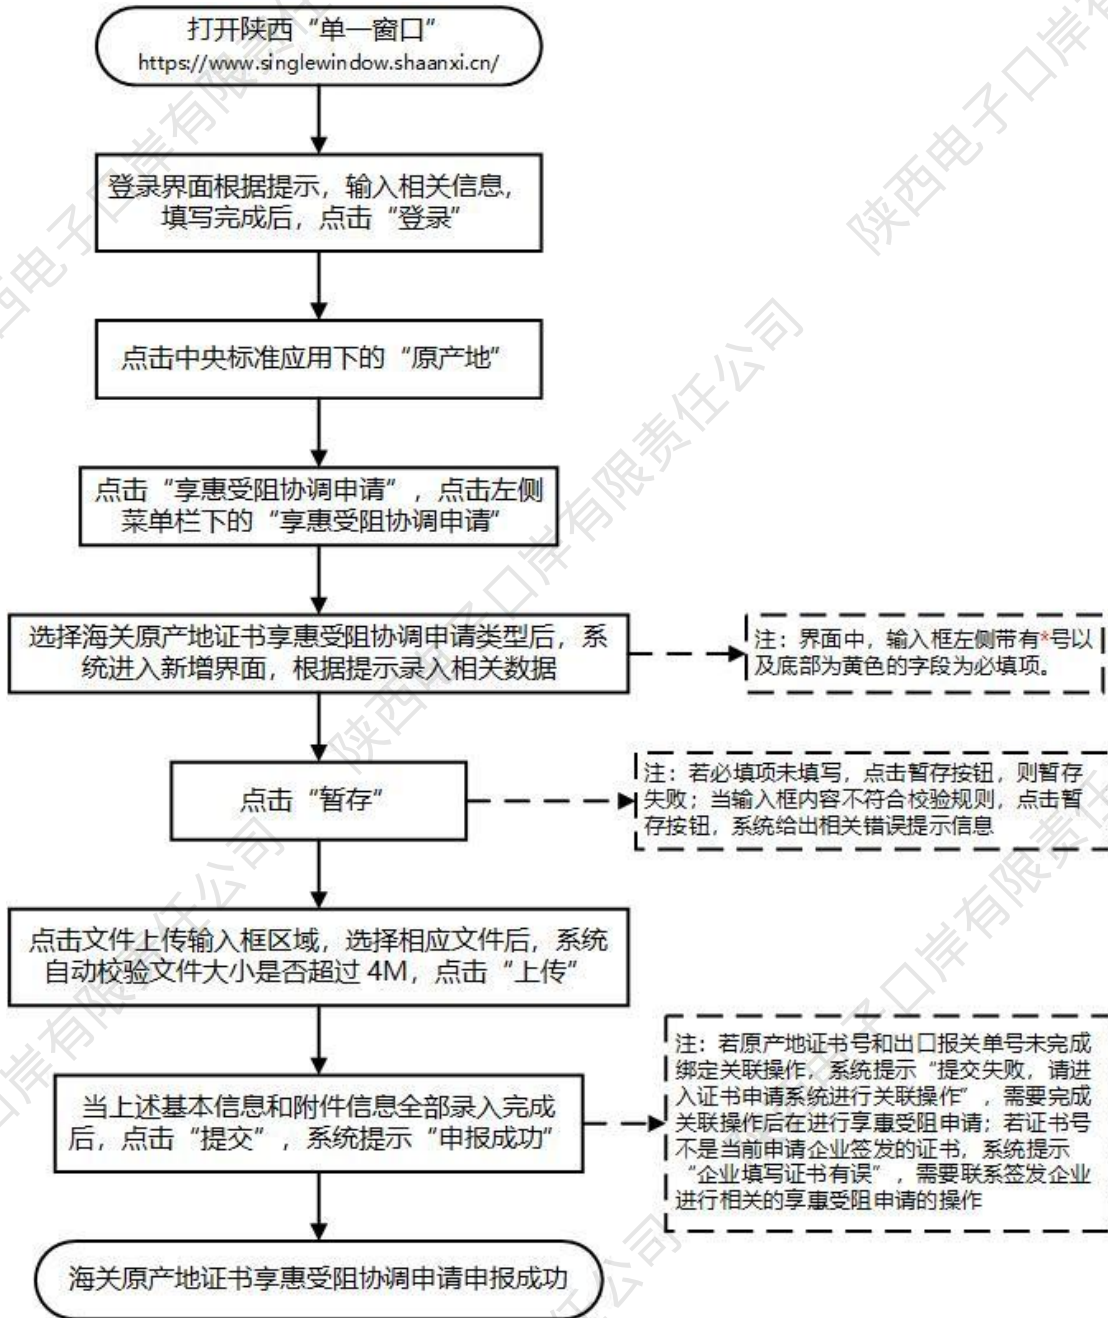 打开陕西“单一窗口”
https://www.singlewindow.shaanxi.cn/
登录界面根据提示，输入相关信息，
填写完成后，点击“登录”
点击中央标准应用下的“原产地”
点击“享惠受阻协调申请”，点击左侧
菜单栏下的“享惠受阻协调申请”
选择海关原产地证书享惠受阻协调申请类型后，系
统进入新增界面，根据提示录入相关数据
注：界面中，输入框左侧带有*号以
及底部为黄色的字段为必填项。
点击“暂存”
注：若必填项未填写，点击暂存按钮，则暂存
失败；当输入框内容不符合校验规则，点击暂
存按钮，系统给出相关错误提示信息
点击文件上传输入框区域，选择相应文件后，系统
自动校验文件大小是否超过 4M，点击“上传”
当上述基本信息和附件信息全部录入完成
后，点击“提交”，系统提示“申报成功”
注：若原产地证书号和出口报关单号未完成
绑定关联操作，系统提示“提交失败，请进
入证书申请系统进行关联操作”，需要完成
关联操作后在进行享惠受阻申请；若证书号
不是当前申请企业签发的证书，系统提示
“企业填写证书有误”，需要联系签发企业
进行相关的享惠受阻申请的操作
海关原产地证书享惠受阻协调申请申报成功
陕西电子口岸有限责任公司